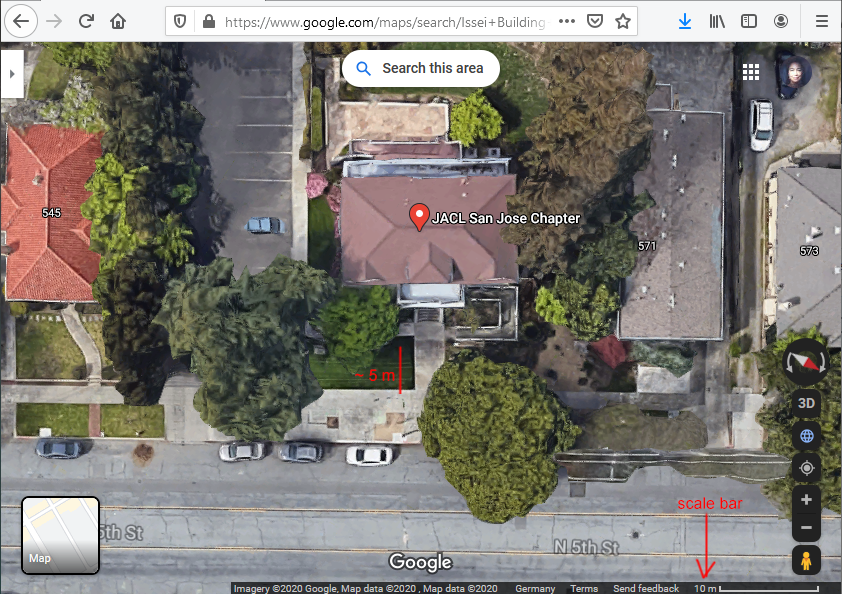 https://www.google.com/maps/search/Issei+Building
Search this area
545
JACL San Jose Chapter
571
573
~ 5 m
3D
scale bar
5th St
N 5th St
Map
Google
Imagery ©2020 Google, Map data ©2020 , Map data ©2020 Germany Terms Send feedback 10 m